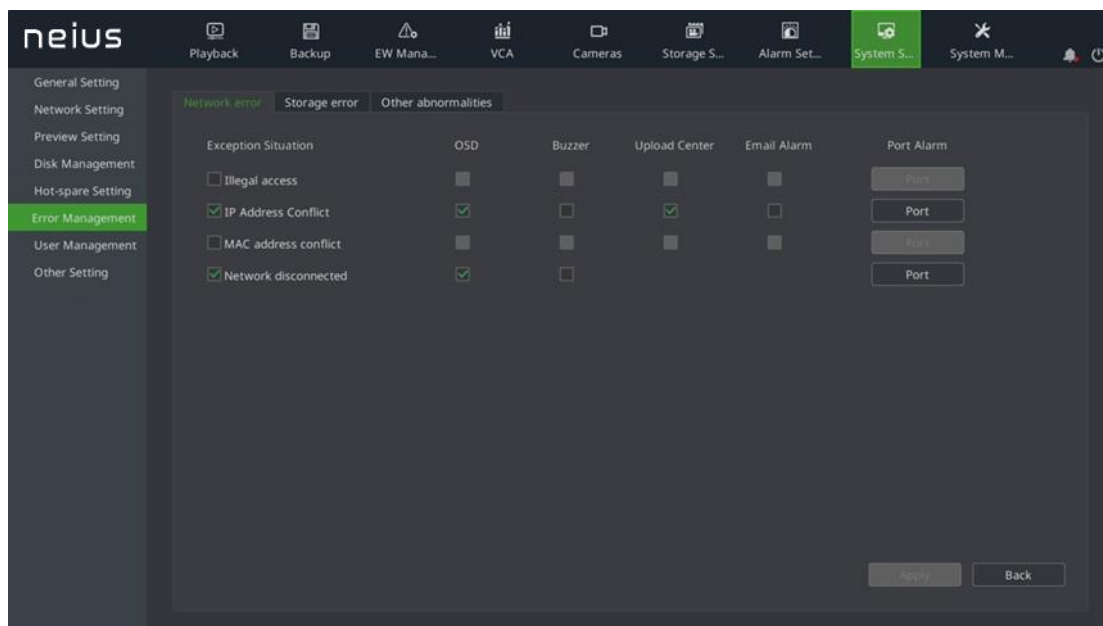 neius
Playback
Backup
EW Mana...
VCA
Cameras
Storage S...
Alarm Set...
System S...
System M...
General Setting
Network Setting
Preview Setting
Disk Management
Hot-spare Setting
Error Management
User Management
Other Setting
Network error
Storage error
Other abnormalities
Exception Situation
OSD
Buzzer
Upload Center
Email Alarm
Port Alarm
Illegal access
Port
IP Address Conflict
Port
MAC address conflict
Port
Network disconnected
Port
Apply
Back